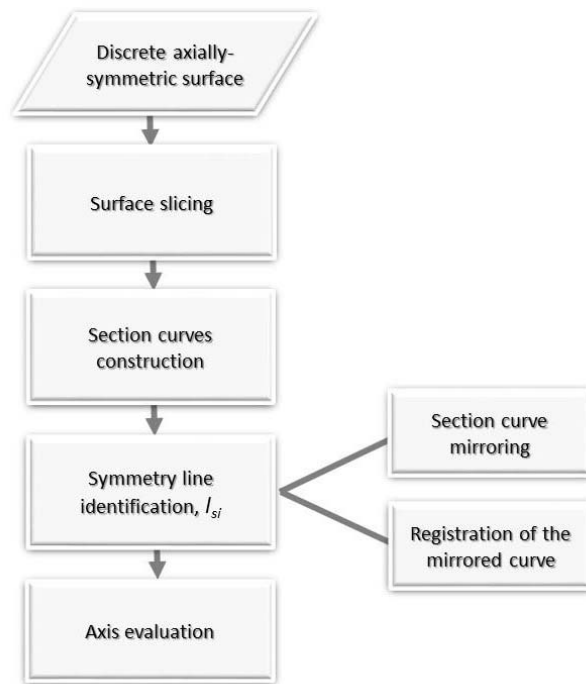 Discrete axially-
symmetric surface
Surface slicing
Section curves
construction
Symmetry line
identification, lsi
Section curve
mirroring
Registration of the
mirrored curve
Axis evaluation